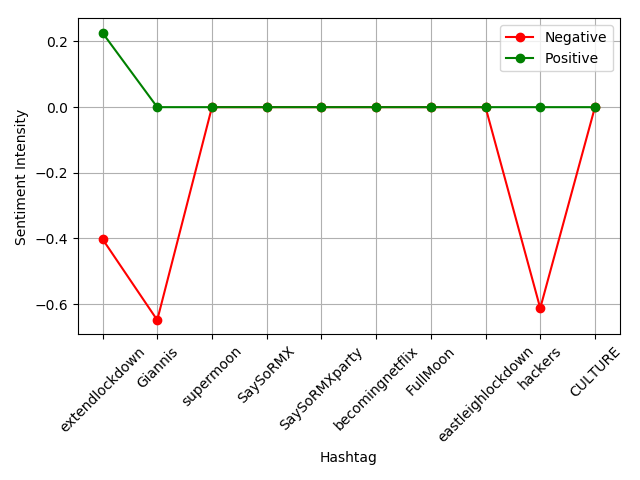 Negative
Positive
0.2
0.0
−0.2
−0.4
−0.6
Sentiment Intensity
extendlockdown
Giannis
supermoon
SaySoRMX
SaySoRMXparty
becomingnetflix
FullMoon
eastleighlockdown
hackers
CULTURE
Hashtag